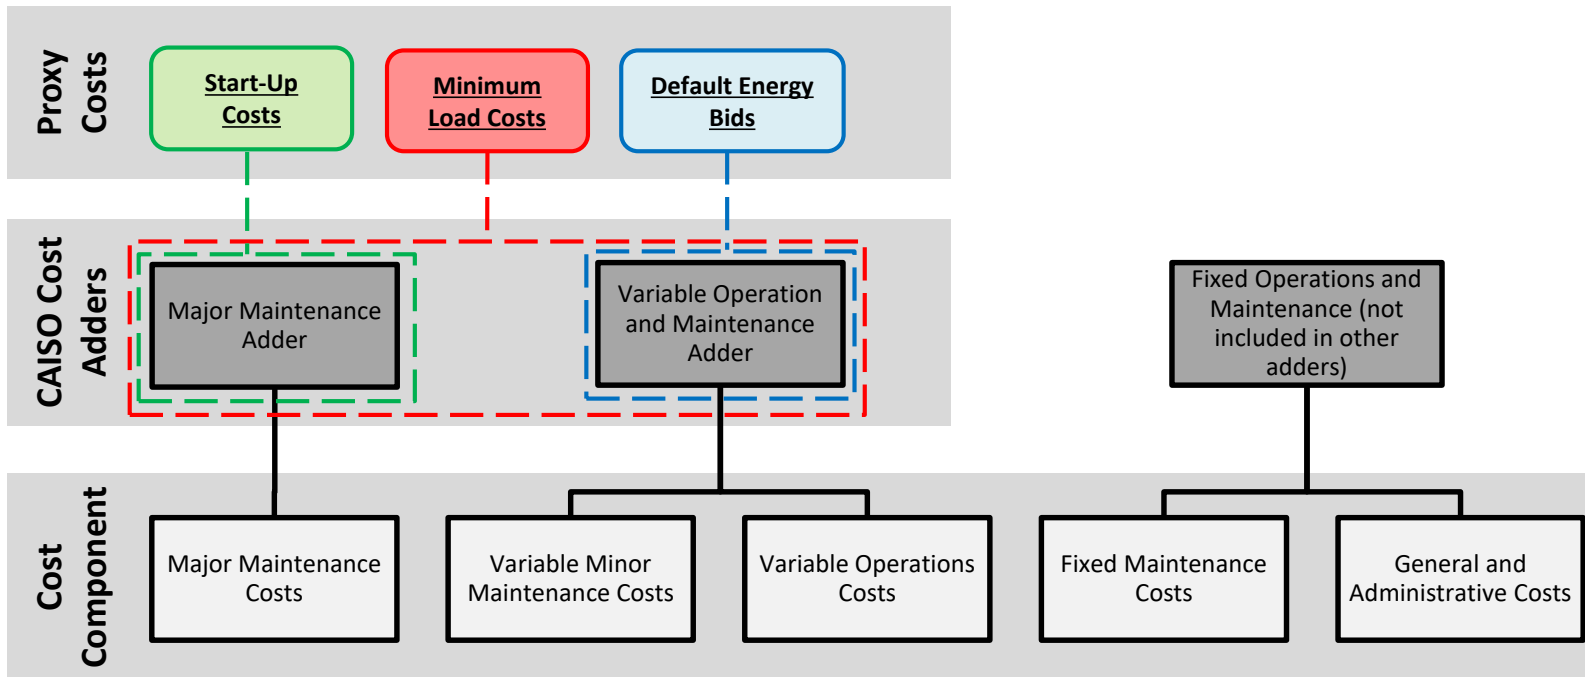 Proxy
Costs
Start-Up
Costs
Minimum
Load Costs
Default Energy
Bids
CAISO Cost
Adders
Major Maintenance
Adder
Variable Operation
and Maintenance
Adder
Fixed Operations and
Maintenance (not
included in other
adders)
Cost
Component
Major Maintenance
Costs
Variable Minor
Maintenance Costs
Variable Operations
Costs
Fixed Maintenance
Costs
General and
Administrative Costs